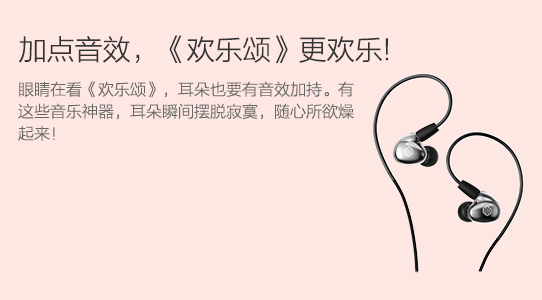 加点音效，《欢乐颂》更欢乐!
眼睛在看《欢乐颂》，耳朵也要有音效加持。有
这些音乐神器，耳朵瞬间摆脱寂寞，随心所欲燥
起来!